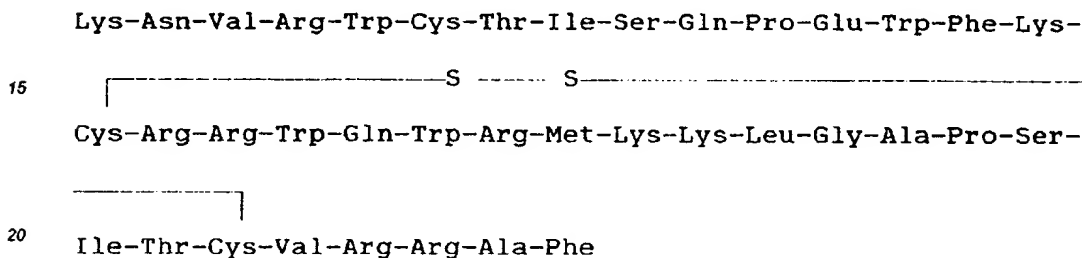 Lys-Asn-Val-Arg-Trp-Cys-Thr-Ile-Ser-Gln-Pro-Glu-Trp-Phe-Lys-
15 S S
Cys-Arg-Arg-Trp-Gln-Trp-Arg-Met-Lys-Lys-Leu-Gly-Ala-Pro-Ser-
20 Ile-Thr-Cys-Val-Arg-Arg-Ala-Phe